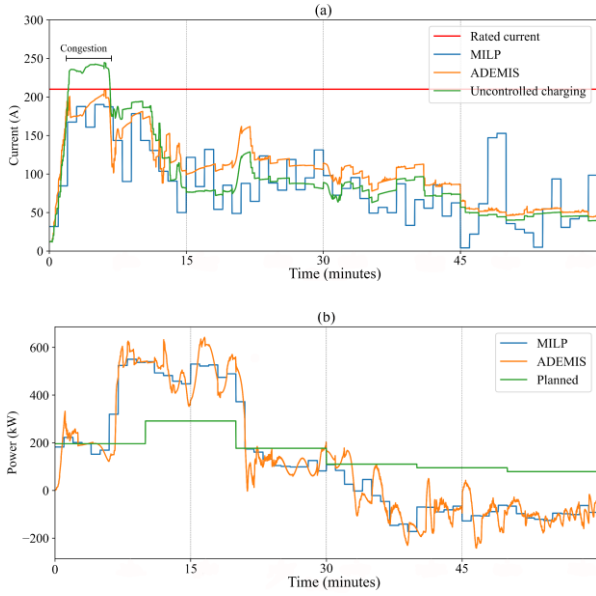 (a)
300
250
200
150
100
50
0
Current (A)
Congestion
Rated current
MILP
ADEMIS
Uncontrolled charging
0
15
30
45
Time (minutes)
(b)
600
400
200
0
−200
Power (kW)
MILP
ADEMIS
Planned
0
15
30
45
Time (minutes)